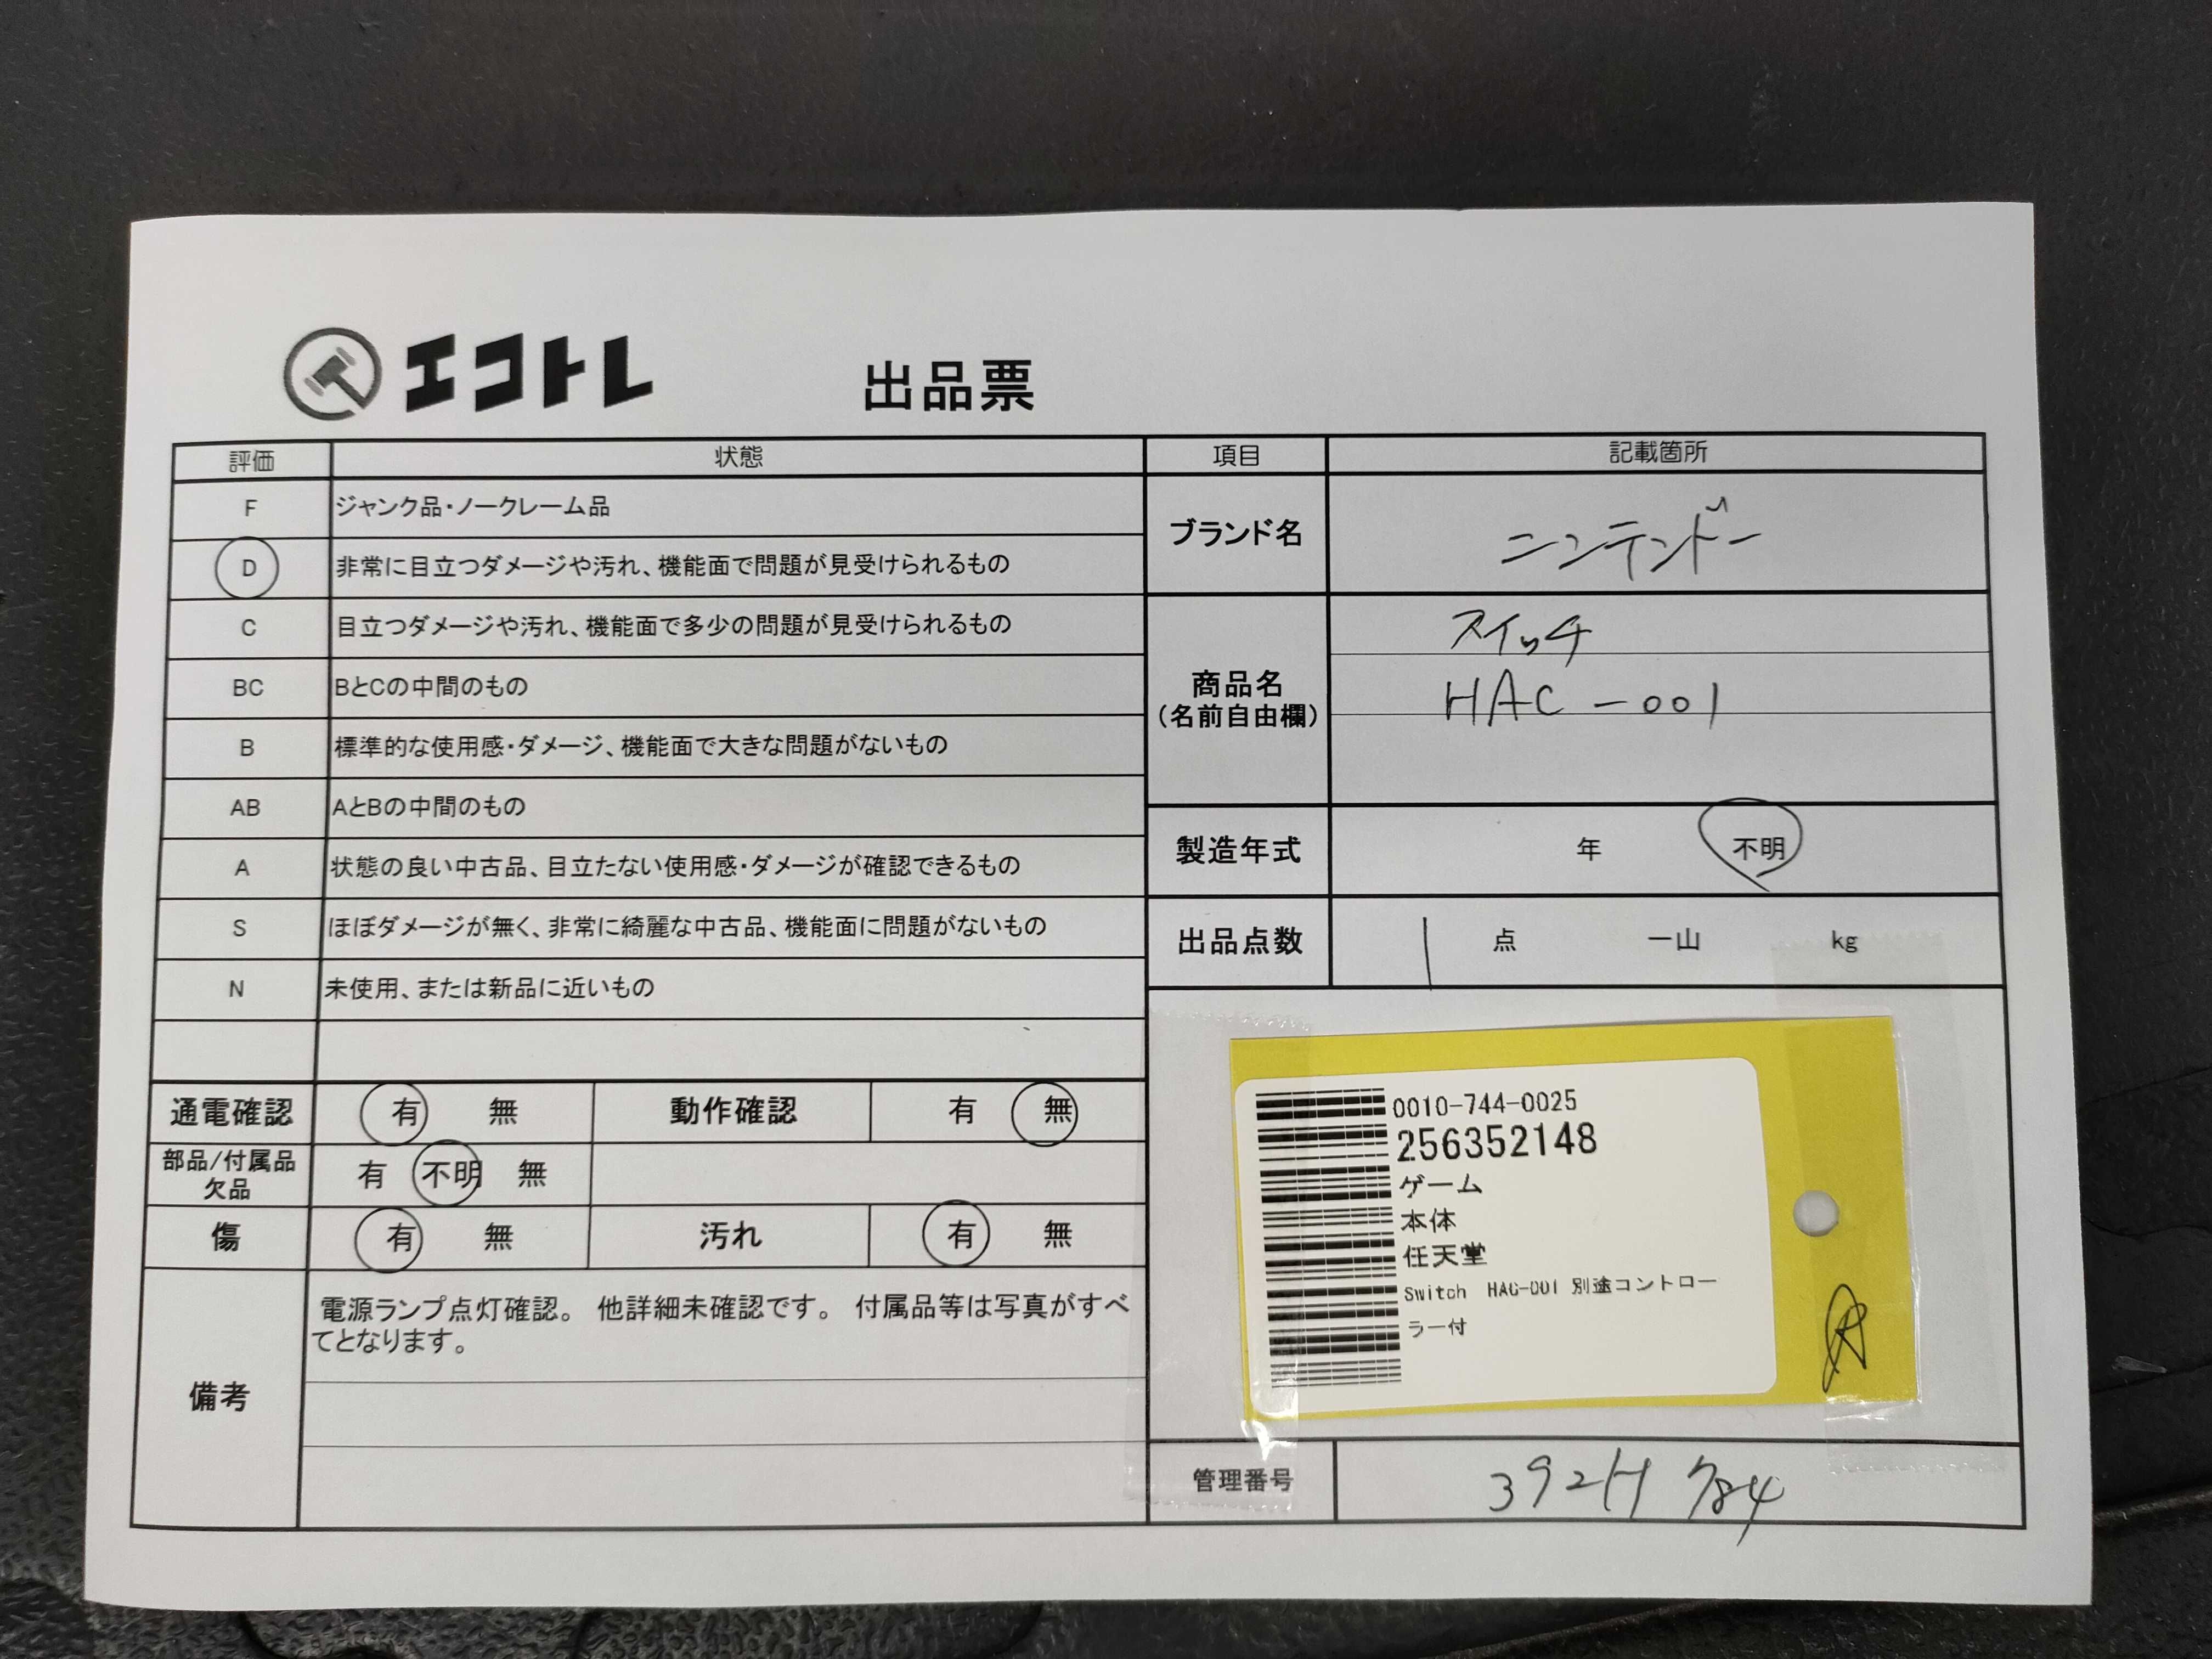 エコトレ
出品票
評価 状態
F ジャンク品・ノークレーム品
D 非常に目立つダメージや汚れ、機能面で問題が見受けられるもの
C 目立つダメージや汚れ、機能面で多少の問題が見受けられるもの
BC BとCの中間のもの
B 標準的な使用感・ダメージ、機能面で大きな問題がないもの
AB AとBの中間のもの
A 状態の良い中古品、目立たない使用感・ダメージが確認できるもの
S ほぼダメージが無く、非常に綺麗な中古品、機能面に問題がないもの
N 未使用、または新品に近いもの
通電確認 有 無 動作確認 有 無
部品/付属品
欠品 有 不明 無
傷 有 無 汚れ 有 無
備考
電源ランプ点灯確認。 他詳細未確認です。 付属品等は写真がすべ
てとなります。
項目 記載箇所
ブランド名 ニンテンドー
商品名
(名前自由欄)
スイッチ
HAC-001
製造年式 年 不明
出品点数 1 点 一山 kg
0010-744-0025
256352148
ゲーム
本体
任天堂
Switch HAC-001 別途コントロー
ラー付
管理番号 392H 784